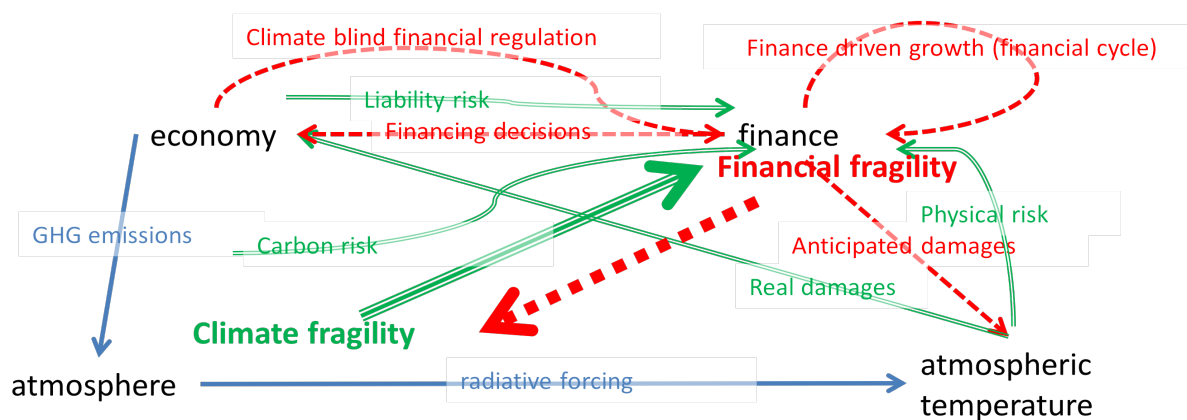 Climate blind financial regulation
Finance driven growth (financial cycle)
Liability risk
economy
Financing decisions
finance
Financial fragility
Physical risk
GHG emissions
Carbon risk
Anticipated damages
Real damages
Climate fragility
atmosphere
radiative forcing
atmospheric
temperature